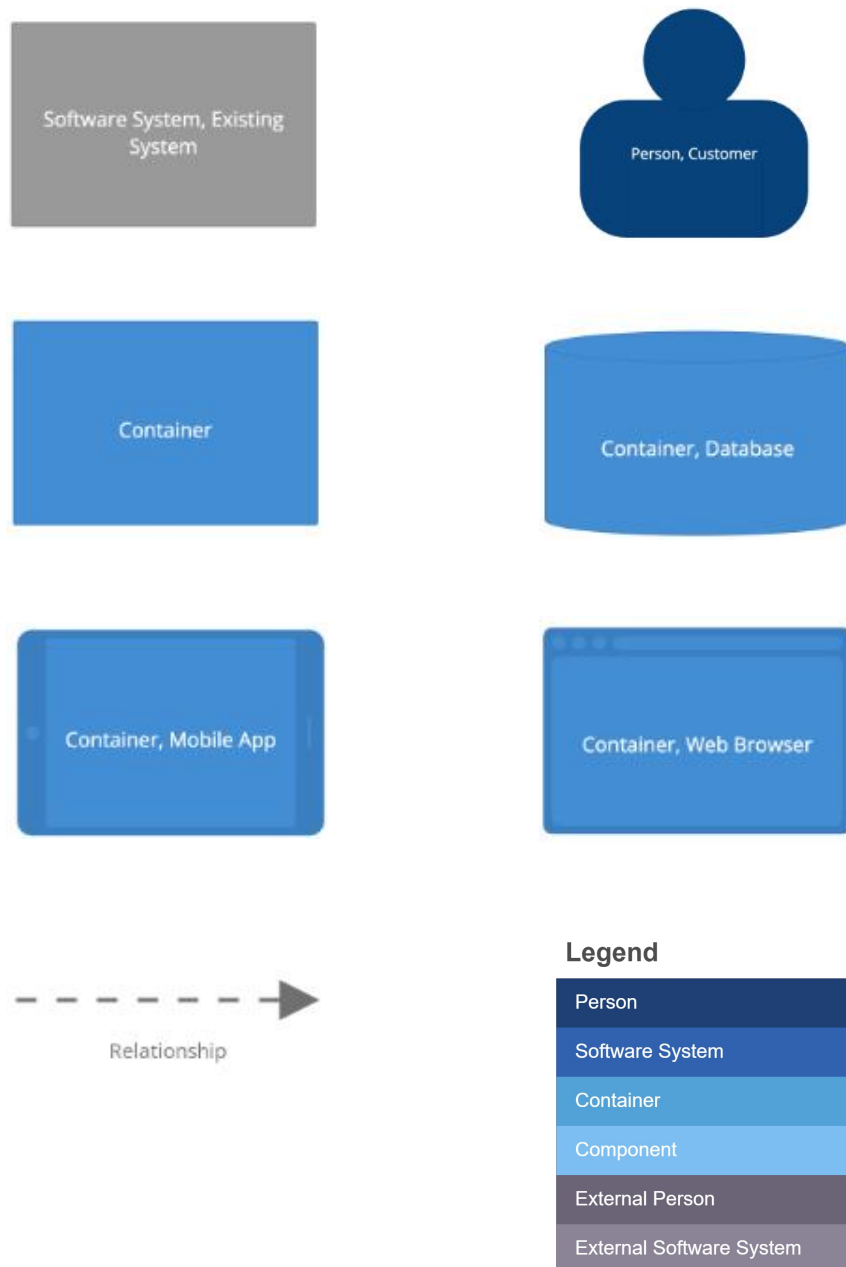 Software System, Existing
System
Person, Customer
Container
Container, Database
Container, Mobile App
Container, Web Browser
Relationship
Legend
Person
Software System
Container
Component
External Person
External Software System